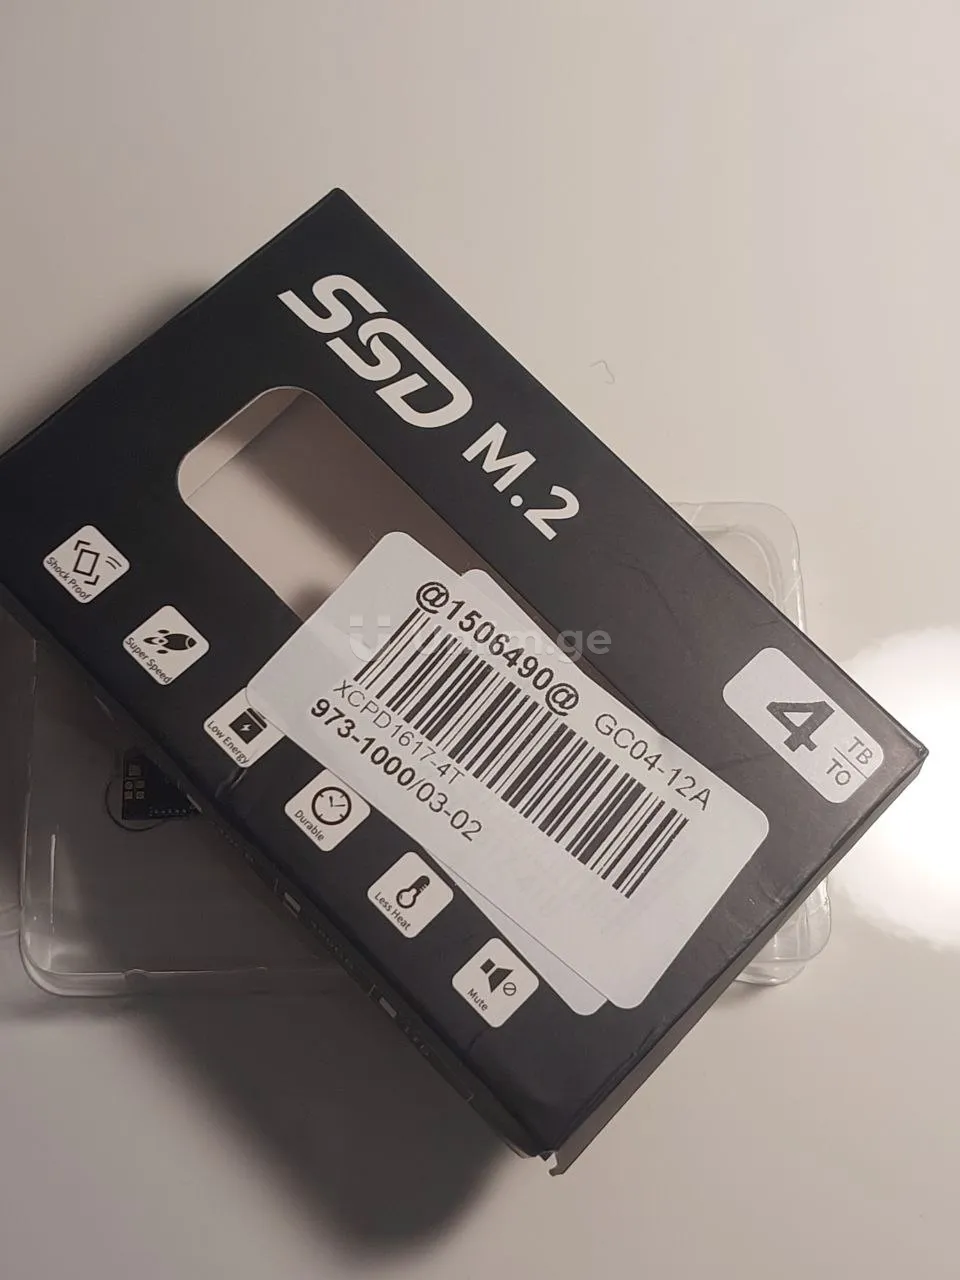 SSD M.2
4 TB
TO
Shock Proof
Super Speed
Low Energy
Durable
Less Heat
Mute
@1506490@
GC04-12A
XCPD1617-4T
973-1000/03-02